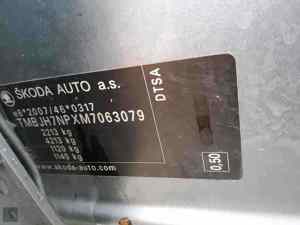 ŠKODA AUTO a.s.
e8*2007/46*0317
TMBJH7NPXM7063079
2213 kg
4213 kg
1120 kg
1140 kg
skoda-auto.com
DTSA
0,50